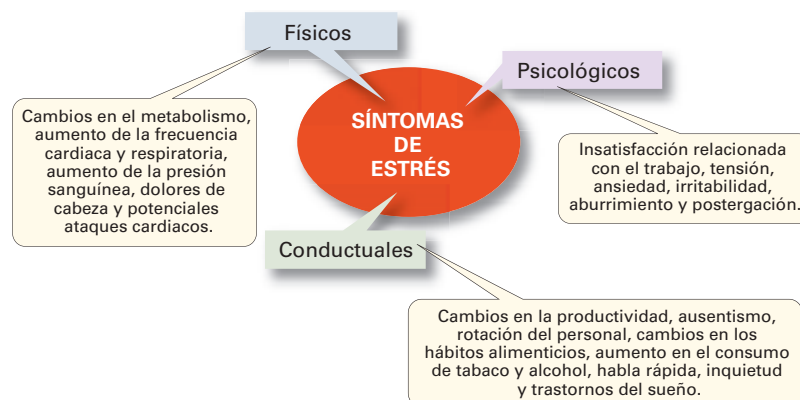 Físicos
Psicológicos
SÍNTOMAS
DE
ESTRÉS
Cambios en el metabolismo,
aumento de la frecuencia
cardiaca y respiratoria,
aumento de la presión
sanguínea, dolores de
cabeza y potenciales
ataques cardiacos.
Insatisfacción relacionada
con el trabajo, tensión,
ansiedad, irritabilidad,
aburrimiento y postergación.
Conductuales
Cambios en la productividad, ausentismo,
rotación del personal, cambios en los
hábitos alimenticios, aumento en el consumo
de tabaco y alcohol, habla rápida, inquietud
y trastornos del sueño.